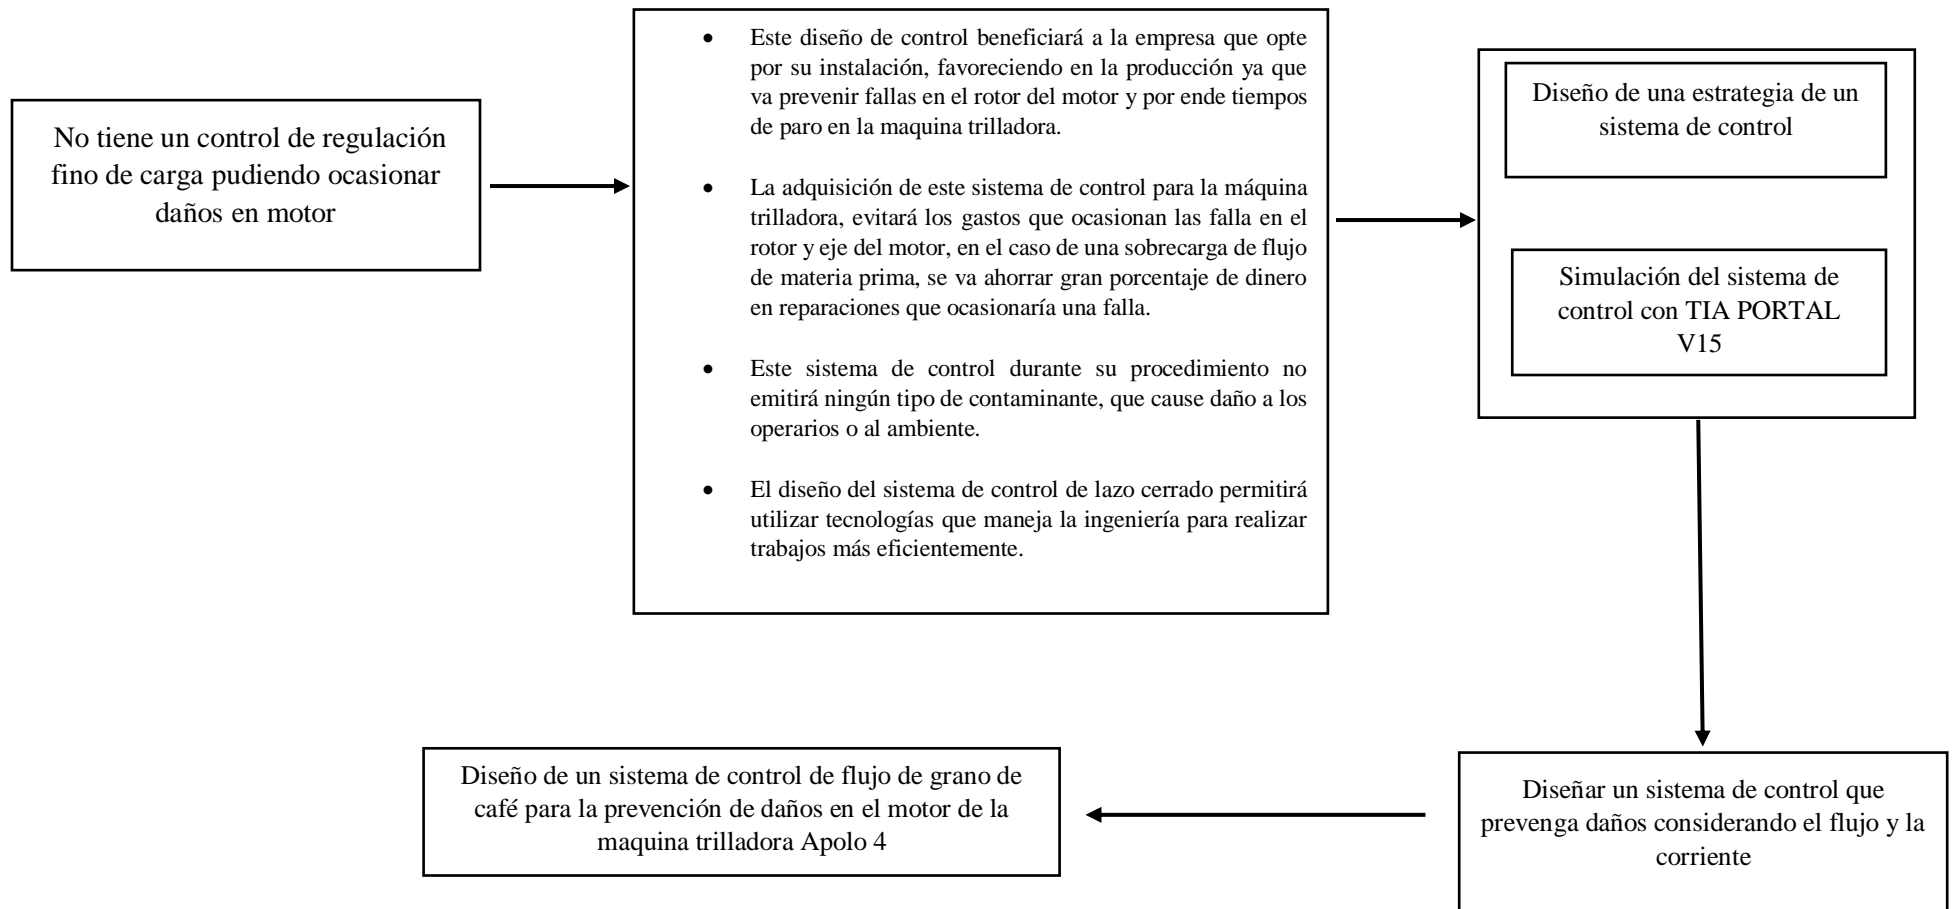 No tiene un control de regulación
fino de carga pudiendo ocasionar
daños en motor
• Este diseño de control beneficiará a la empresa que opte
por su instalación, favoreciendo en la producción ya que
va prevenir fallas en el rotor del motor y por ende tiempos
de paro en la maquina trilladora.
• La adquisición de este sistema de control para la máquina
trilladora, evitará los gastos que ocasionan las falla en el
rotor y eje del motor, en el caso de una sobrecarga de flujo
de materia prima, se va ahorrar gran porcentaje de dinero
en reparaciones que ocasionaría una falla.
• Este sistema de control durante su procedimiento no
emitirá ningún tipo de contaminante, que cause daño a los
operarios o al ambiente.
• El diseño del sistema de control de lazo cerrado permitirá
utilizar tecnologías que maneja la ingeniería para realizar
trabajos más eficientemente.
Diseño de una estrategia de un
sistema de control
Simulación del sistema de
control con TIA PORTAL
V15
Diseñar un sistema de control que
prevenga daños considerando el flujo y la
corriente
Diseño de un sistema de control de flujo de grano de
café para la prevención de daños en el motor de la
maquina trilladora Apolo 4